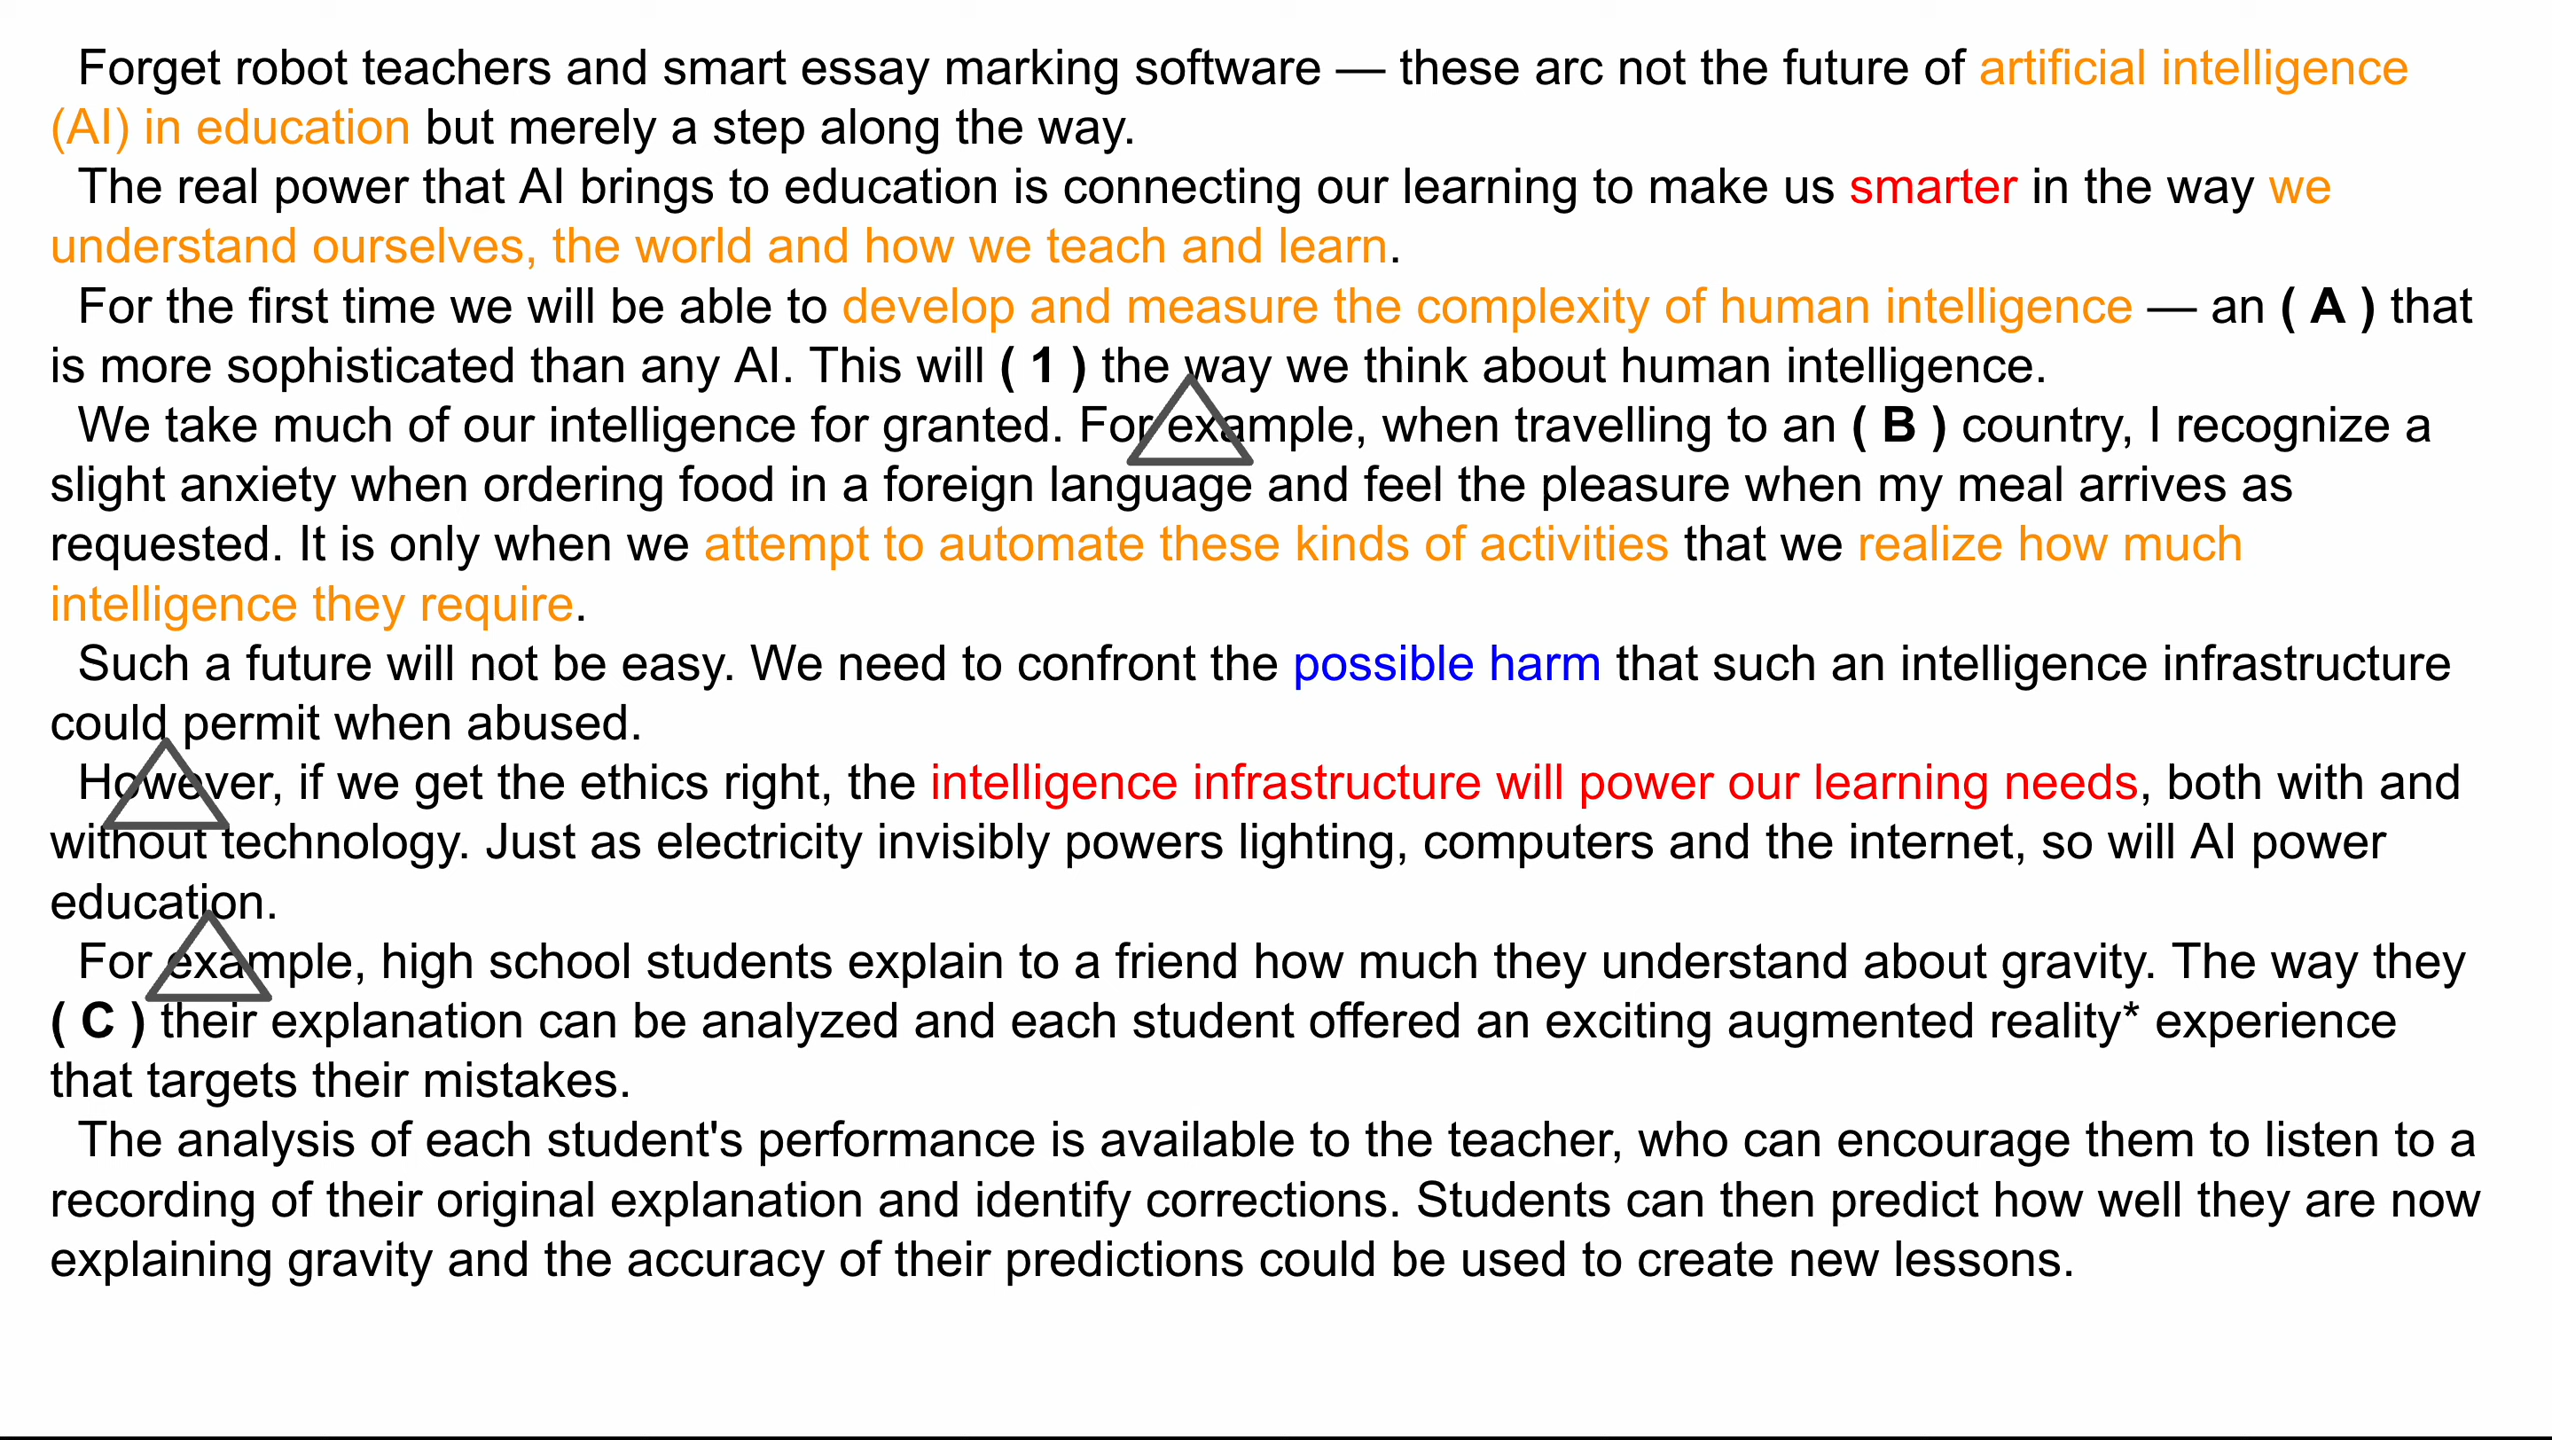 Forget robot teachers and smart essay marking software — these arc not the future of artificial intelligence
(AI) in education but merely a step along the way.
The real power that AI brings to education is connecting our learning to make us smarter in the way we
understand ourselves, the world and how we teach and learn.
For the first time we will be able to develop and measure the complexity of human intelligence — an ( A ) that
is more sophisticated than any AI. This will ( 1 ) the way we think about human intelligence.
We take much of our intelligence for granted. For example, when travelling to an ( B ) country, I recognize a
slight anxiety when ordering food in a foreign language and feel the pleasure when my meal arrives as
requested. It is only when we attempt to automate these kinds of activities that we realize how much
intelligence they require.
Such a future will not be easy. We need to confront the possible harm that such an intelligence infrastructure
could permit when abused.
However, if we get the ethics right, the intelligence infrastructure will power our learning needs, both with and
without technology. Just as electricity invisibly powers lighting, computers and the internet, so will AI power
education.
For example, high school students explain to a friend how much they understand about gravity. The way they
( C ) their explanation can be analyzed and each student offered an exciting augmented reality* experience
that targets their mistakes.
The analysis of each student's performance is available to the teacher, who can encourage them to listen to a
recording of their original explanation and identify corrections. Students can then predict how well they are now
explaining gravity and the accuracy of their predictions could be used to create new lessons.